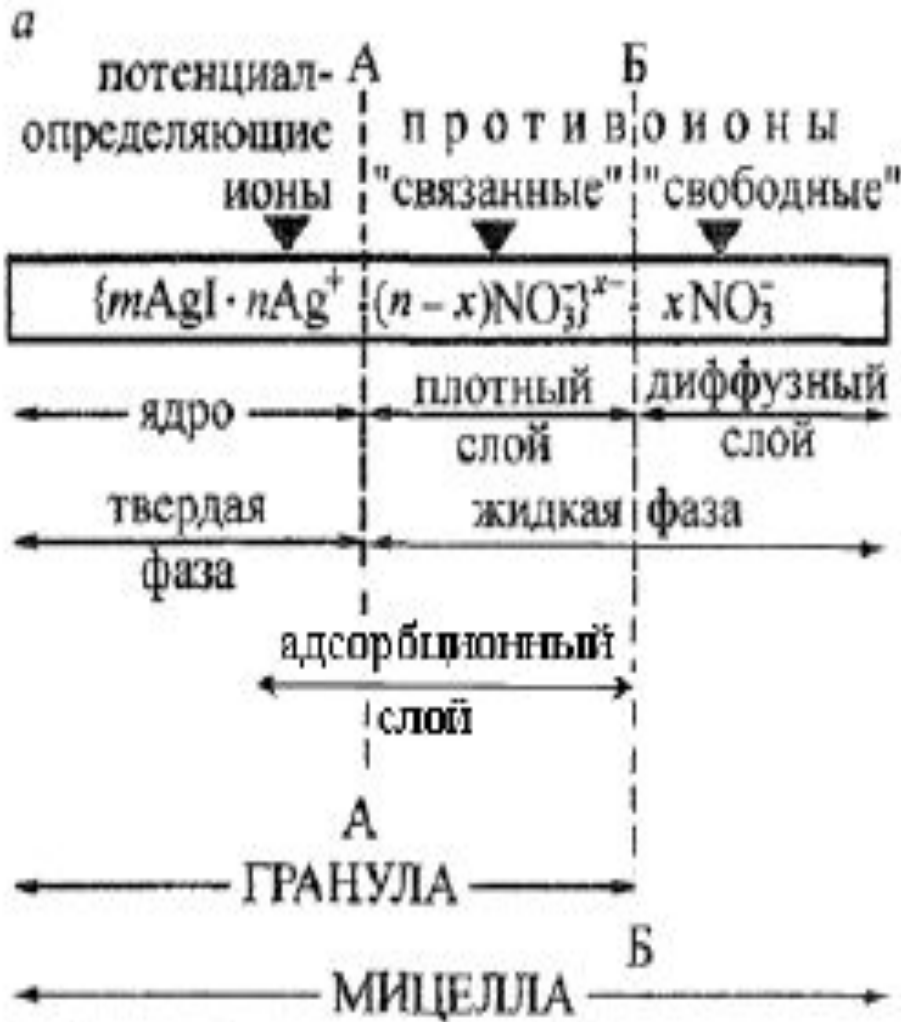 а
потенциал-
определяющие
ионы
А
Б
противоионы
"связанные"
"свободные"
{mAgI · nAg⁺ · (n – x)NO₃⁻}ˣ⁻ · xNO₃⁻
ядро
плотный
слой
диффузный
слой
твердая
фаза
жидкая фаза
адсорбционный
слой
А
ГРАНУЛА
Б
МИЦЕЛЛА